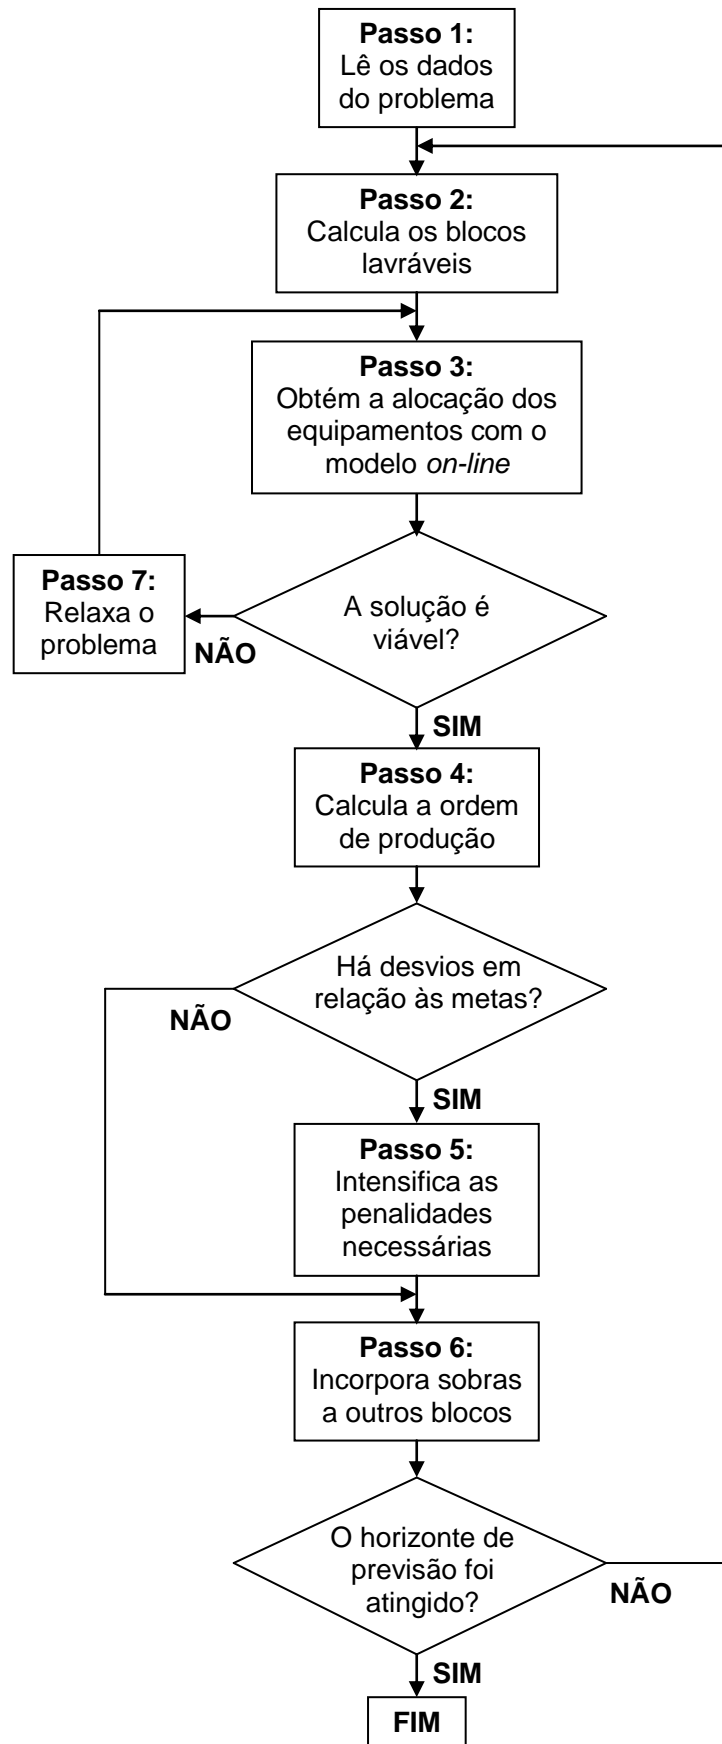 Passo 1:
Lê os dados
do problema
Passo 2:
Calcula os blocos
lavráveis
Passo 3:
Obtém a alocação dos
equipamentos com o
modelo on-line
Passo 7:
Relaxa o
problema
NÃO
A solução é
viável?
SIM
Passo 4:
Calcula a ordem
de produção
Há desvios em
relação às metas?
NÃO
SIM
Passo 5:
Intensifica as
penalidades
necessárias
Passo 6:
Incorpora sobras
a outros blocos
O horizonte de
previsão foi
atingido?
NÃO
SIM
FIM